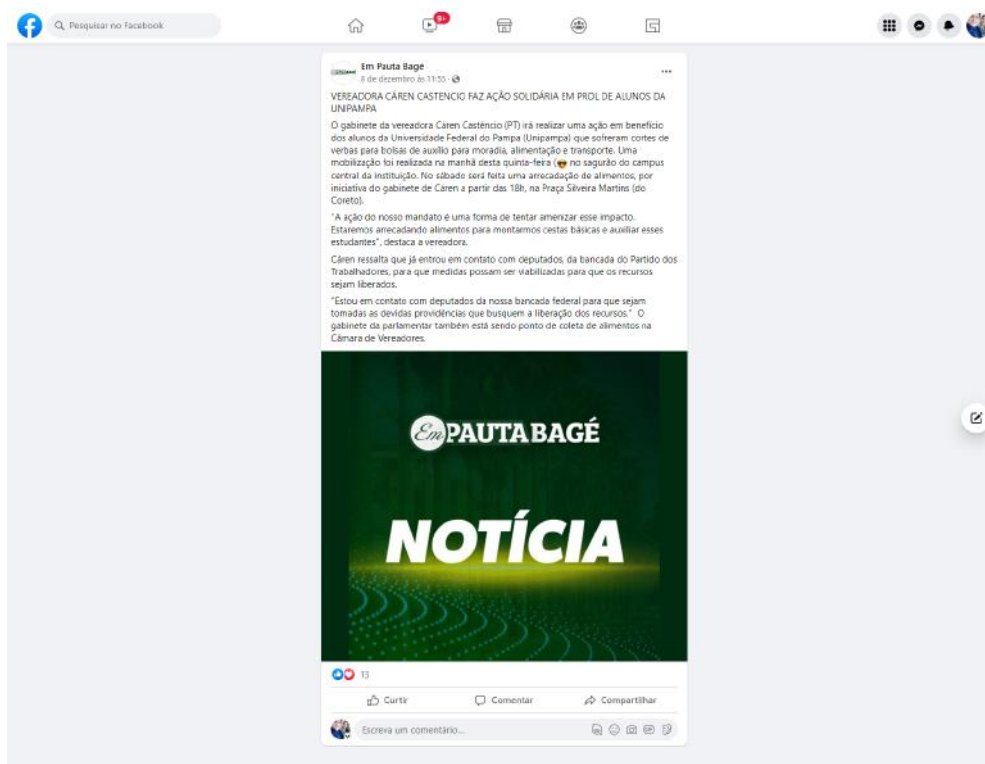 Pesquisar no Facebook
9+
Em Pauta Bagé
8 de dezembro às 11:55 ·
VEREADORA CÁREN CASTENCIO FAZ AÇÃO SOLIDÁRIA EM PROL DE ALUNOS DA
UNIPAMPA
O gabinete da vereadora Cáren Castêncio (PT) irá realizar uma ação em benefício
dos alunos da Universidade Federal do Pampa (Unipampa) que sofreram cortes de
verbas para bolsas de auxílio para moradia, alimentação e transporte. Uma
mobilização foi realizada na manhã desta quinta-feira (😎 no saguão do campus
central da instituição. No sábado será feita uma arrecadação de alimentos, por
iniciativa do gabinete de Cáren a partir das 18h, na Praça Silveira Martins (do
Coreto).
"A ação do nosso mandato é uma forma de tentar amenizar esse impacto.
Estaremos arrecadando alimentos para montarmos cestas básicas e auxiliar esses
estudantes", destaca a vereadora.
Cáren ressalta que já entrou em contato com deputados, da bancada do Partido dos
Trabalhadores, para que medidas possam ser viabilizadas para que os recursos
sejam liberados.
"Estou em contato com deputados da nossa bancada federal para que sejam
tomadas as devidas providências que busquem a liberação dos recursos." O
gabinete da parlamentar também está sendo ponto de coleta de alimentos na
Câmara de Vereadores.
Em PAUTA BAGÉ
NOTÍCIA
13
Curtir
Comentar
Compartilhar
Escreva um comentário...